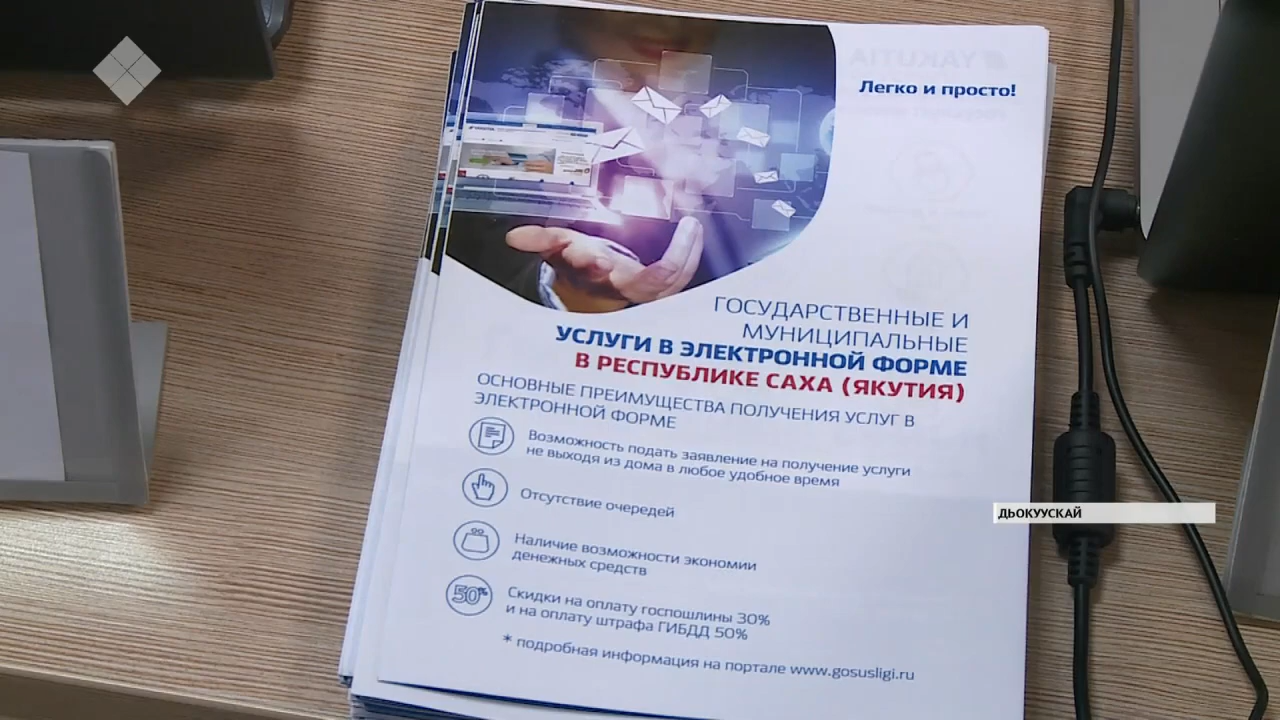 Легко и просто!
ГОСУДАРСТВЕННЫЕ И
МУНИЦИПАЛЬНЫЕ
УСЛУГИ В ЭЛЕКТРОННОЙ ФОРМЕ
В РЕСПУБЛИКЕ САХА (ЯКУТИЯ)
ОСНОВНЫЕ ПРЕИМУЩЕСТВА ПОЛУЧЕНИЯ УСЛУГ В
ЭЛЕКТРОННОЙ ФОРМЕ
Возможность подать заявление на получение услуги
не выходя из дома в любое удобное время
Отсутствие очередей
Наличие возможности экономии
денежных средств
50%
Скидки на оплату госпошлины 30%
и на оплату штрафа ГИБДД 50%
* подробная информация на портале www.gosusligi.ru
ДЬОКУУСКАЙ